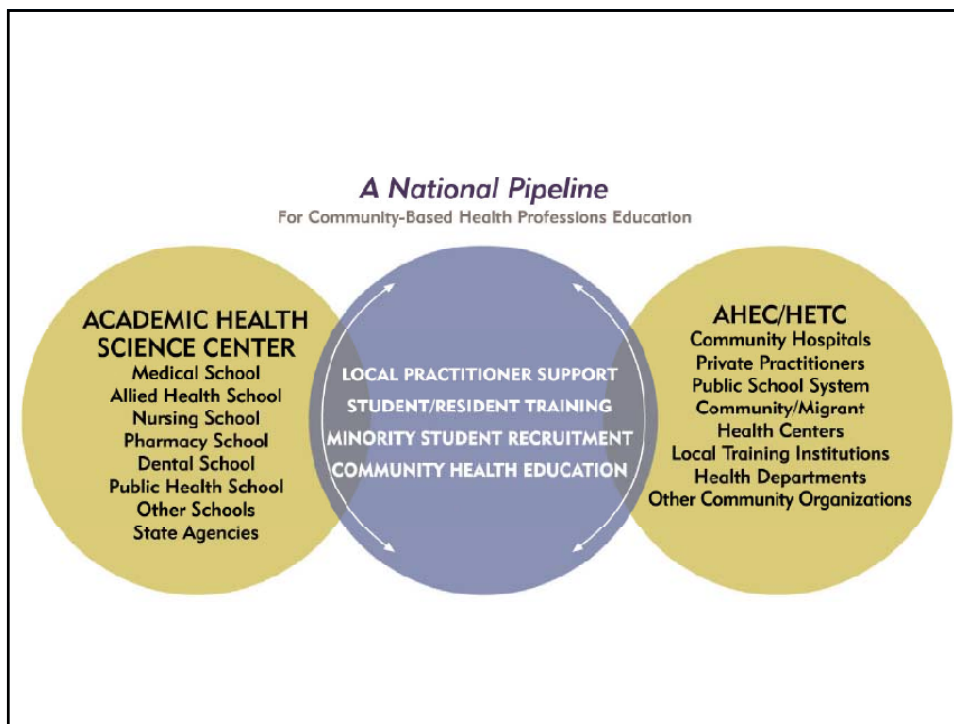 A National Pipeline
For Community-Based Health Professions Education
ACADEMIC HEALTH
SCIENCE CENTER
Medical School
Allied Health School
Nursing School
Pharmacy School
Dental School
Public Health School
Other Schools
State Agencies
LOCAL PRACTITIONER SUPPORT
STUDENT/RESIDENT TRAINING
MINORITY STUDENT RECRUITMENT
COMMUNITY HEALTH EDUCATION
AHEC/HETC
Community Hospitals
Private Practitioners
Public School System
Community/Migrant
Health Centers
Local Training Institutions
Health Departments
Other Community Organizations